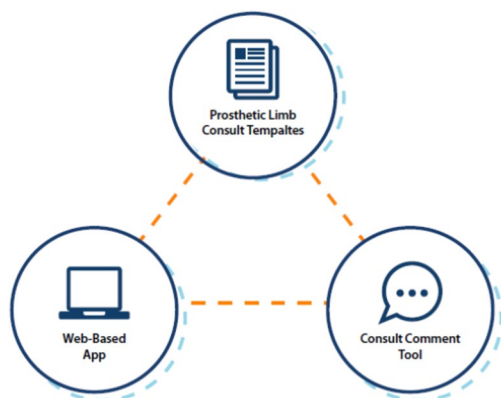 Prosthetic Limb
Consult Tempaltes
Web-Based
App
Consult Comment
Tool